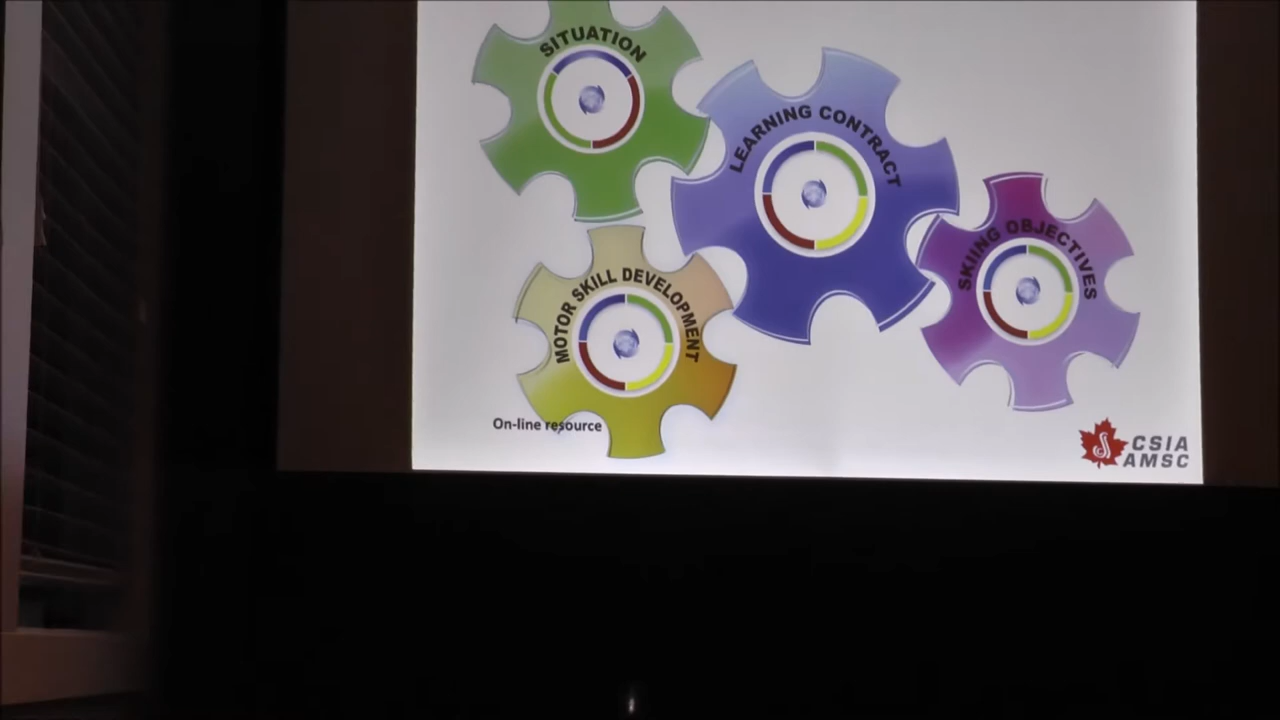 SITUATION
LEARNING CONTRACT
SKIING OBJECTIVES
MOTOR SKILL DEVELOPMENT
On-line resource
CSIA
AMSC